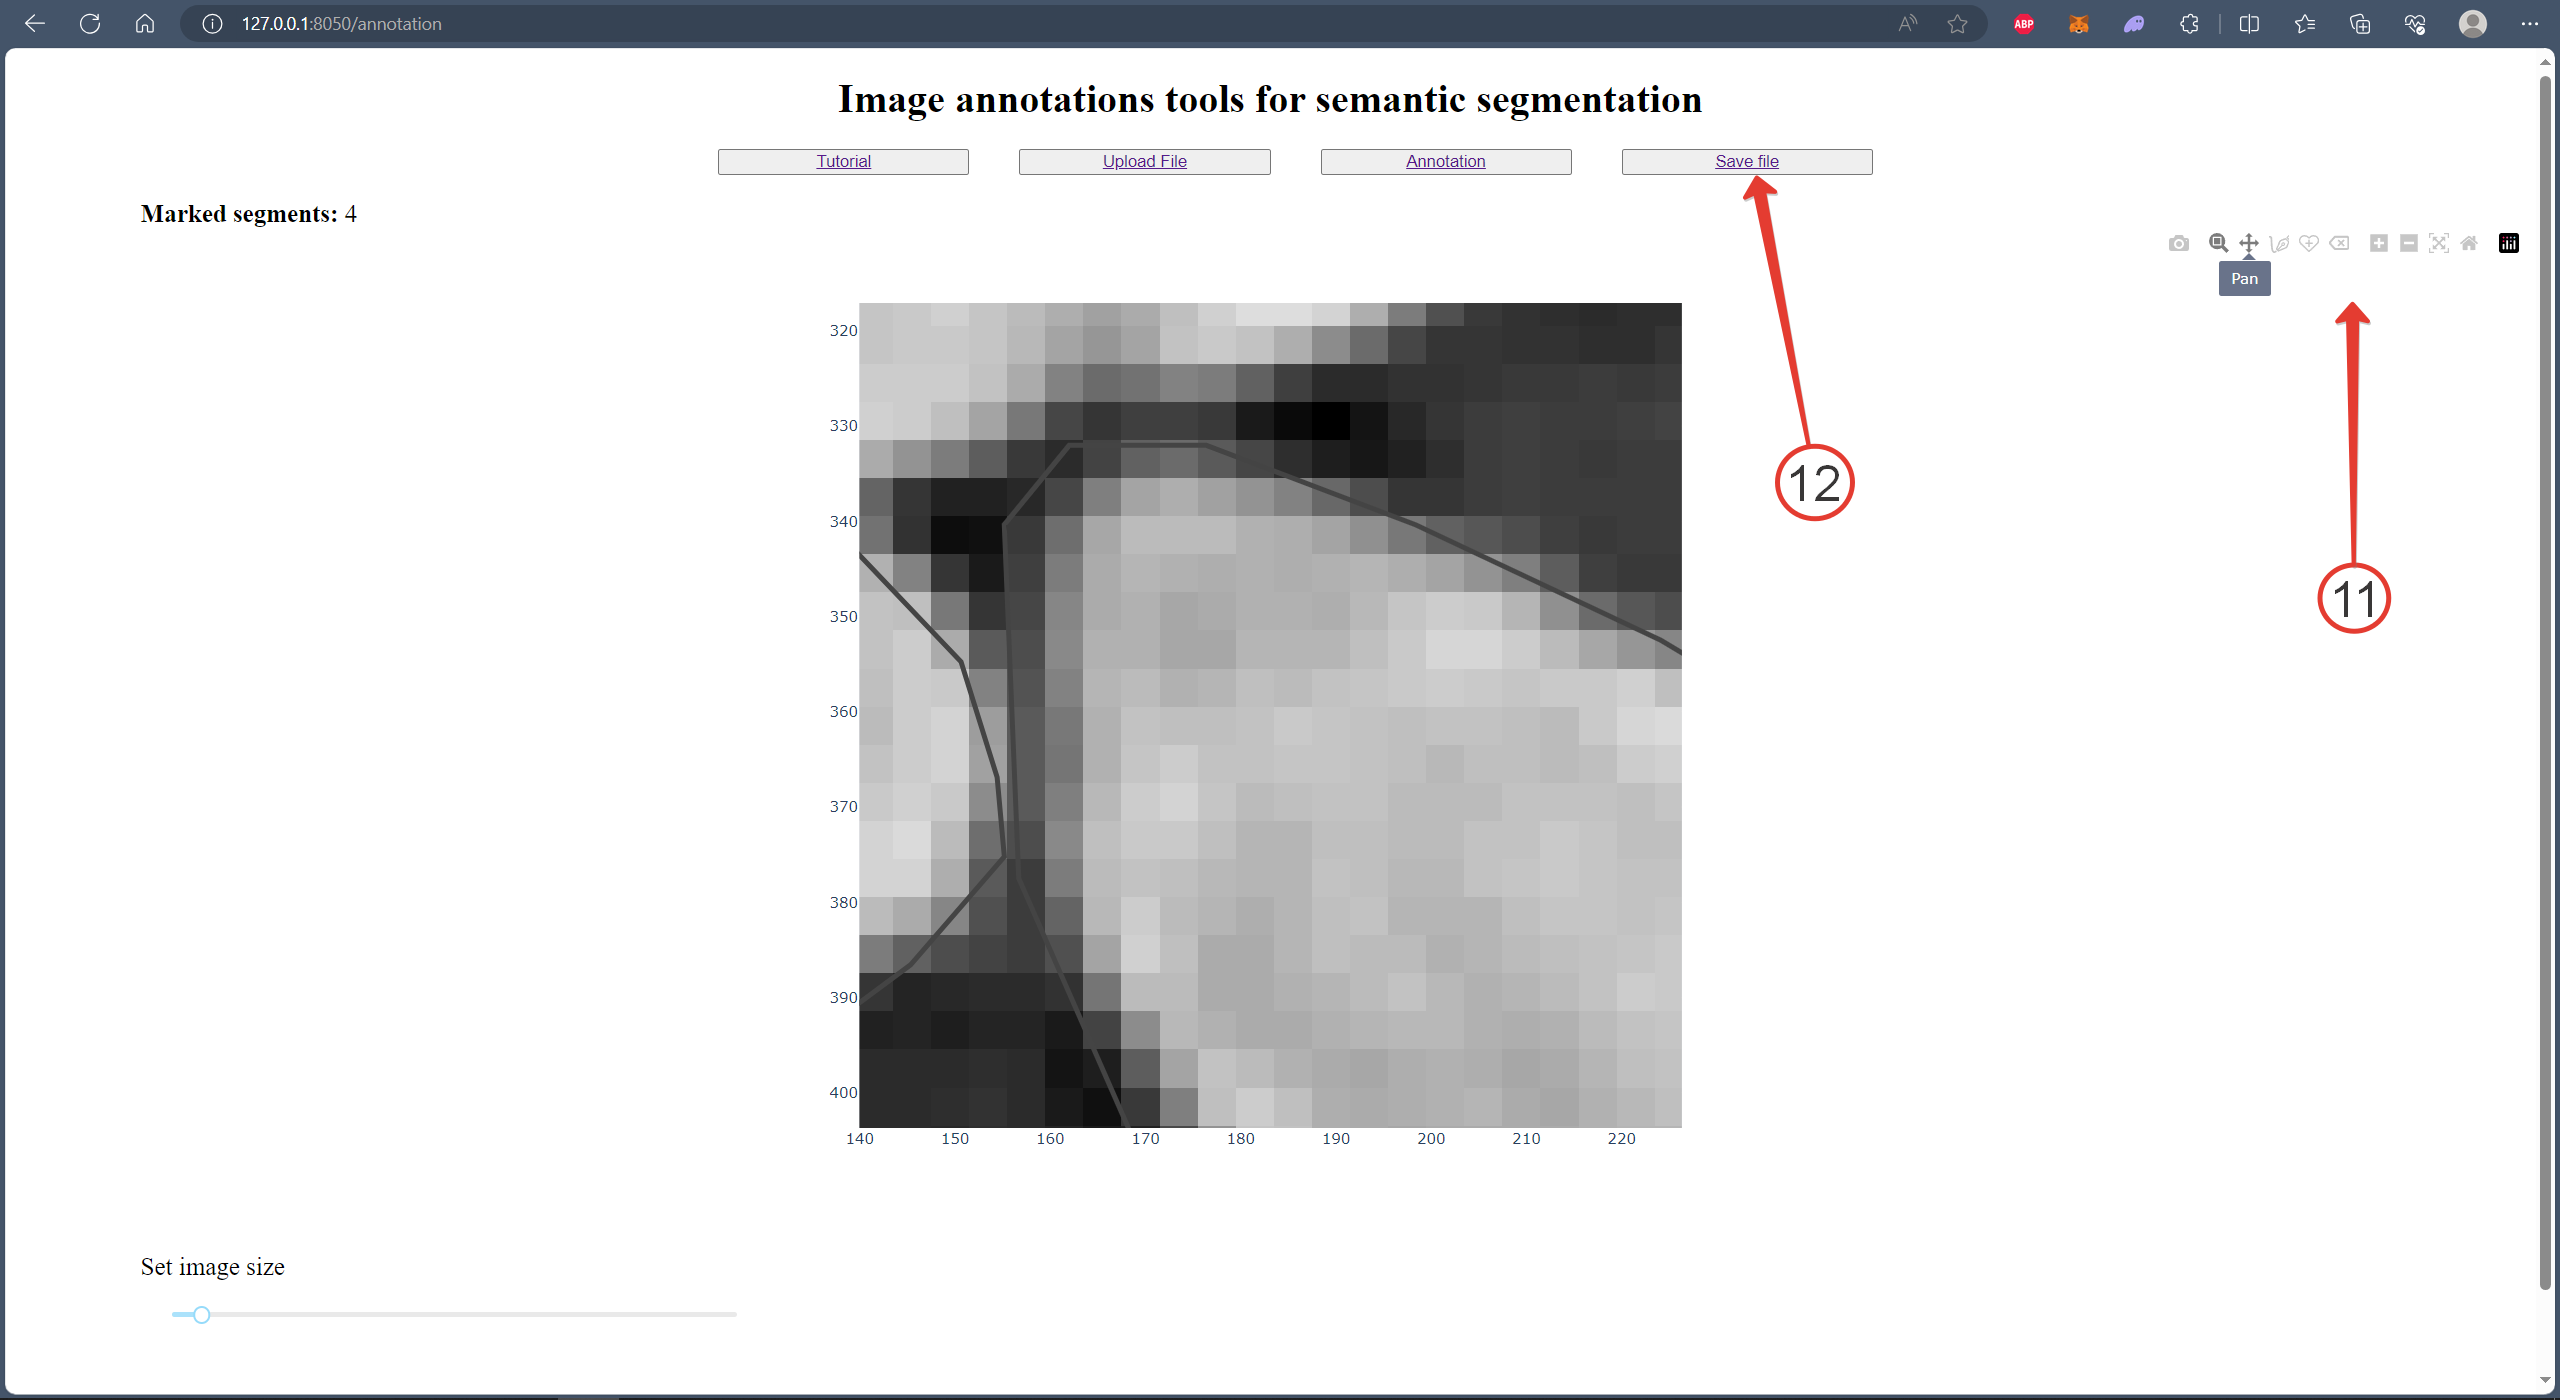 127.0.0.1:8050/annotation
ABP
Image annotations tools for semantic segmentation
Tutorial
Upload File
Annotation
Save file
Marked segments: 4
Pan
320
330
340
350
360
370
380
390
400
140 150 160 170 180 190 200 210 220
12
11
Set image size